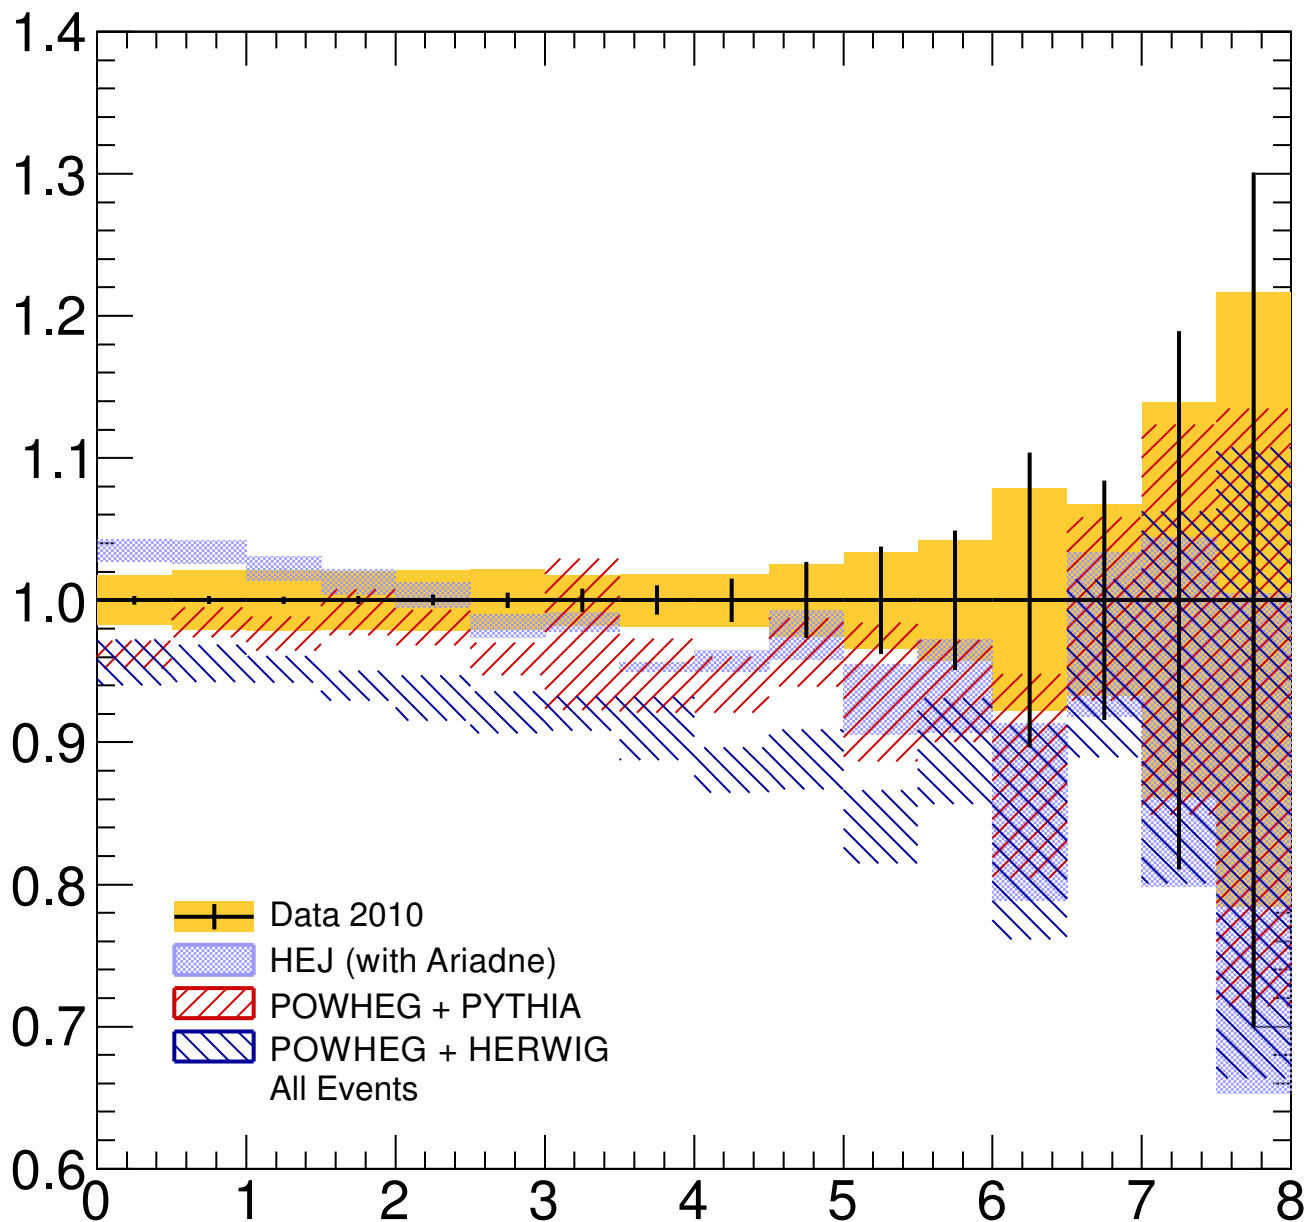 1.4
1.3
1.2
1.1
1.0
0.9
0.8
0.7
0.6
Data 2010
HEJ (with Ariadne)
POWHEG + PYTHIA
POWHEG + HERWIG
All Events
0 1 2 3 4 5 6 7 8